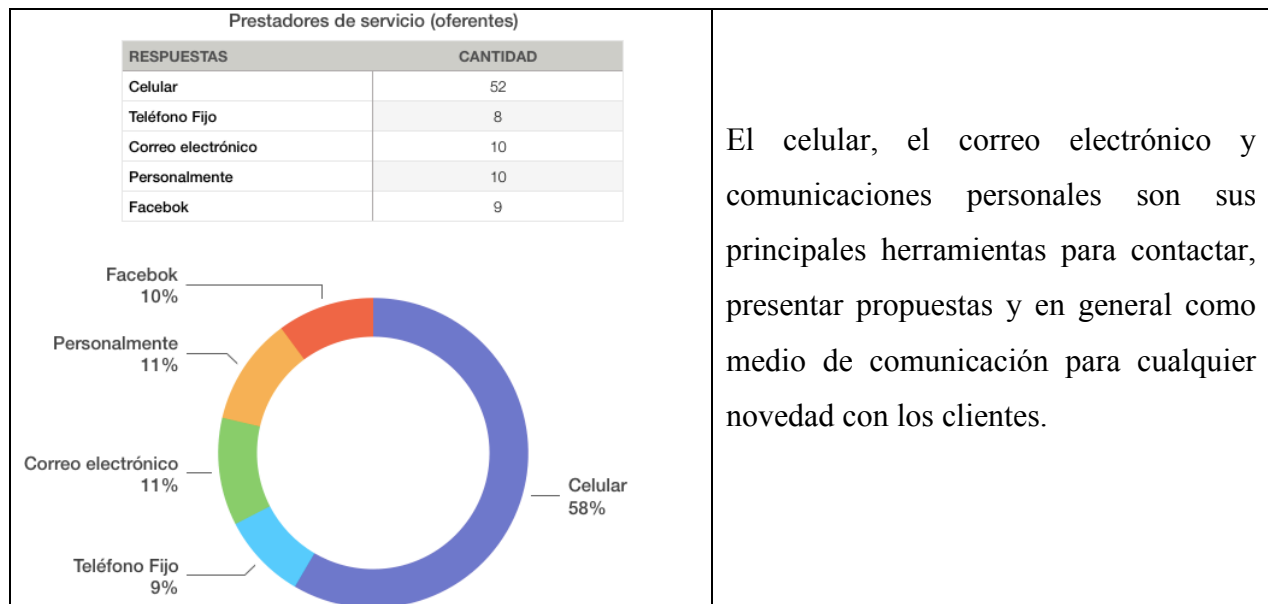 Prestadores de servicio (oferentes)
RESPUESTAS CANTIDAD
Celular 52
Teléfono Fijo 8
Correo electrónico 10
Personalmente 10
Facebok 9
Facebok
10%
Personalmente
11%
Correo electrónico
11%
Teléfono Fijo
9%
Celular
58%
El celular, el correo electrónico y
comunicaciones personales son sus
principales herramientas para contactar,
presentar propuestas y en general como
medio de comunicación para cualquier
novedad con los clientes.